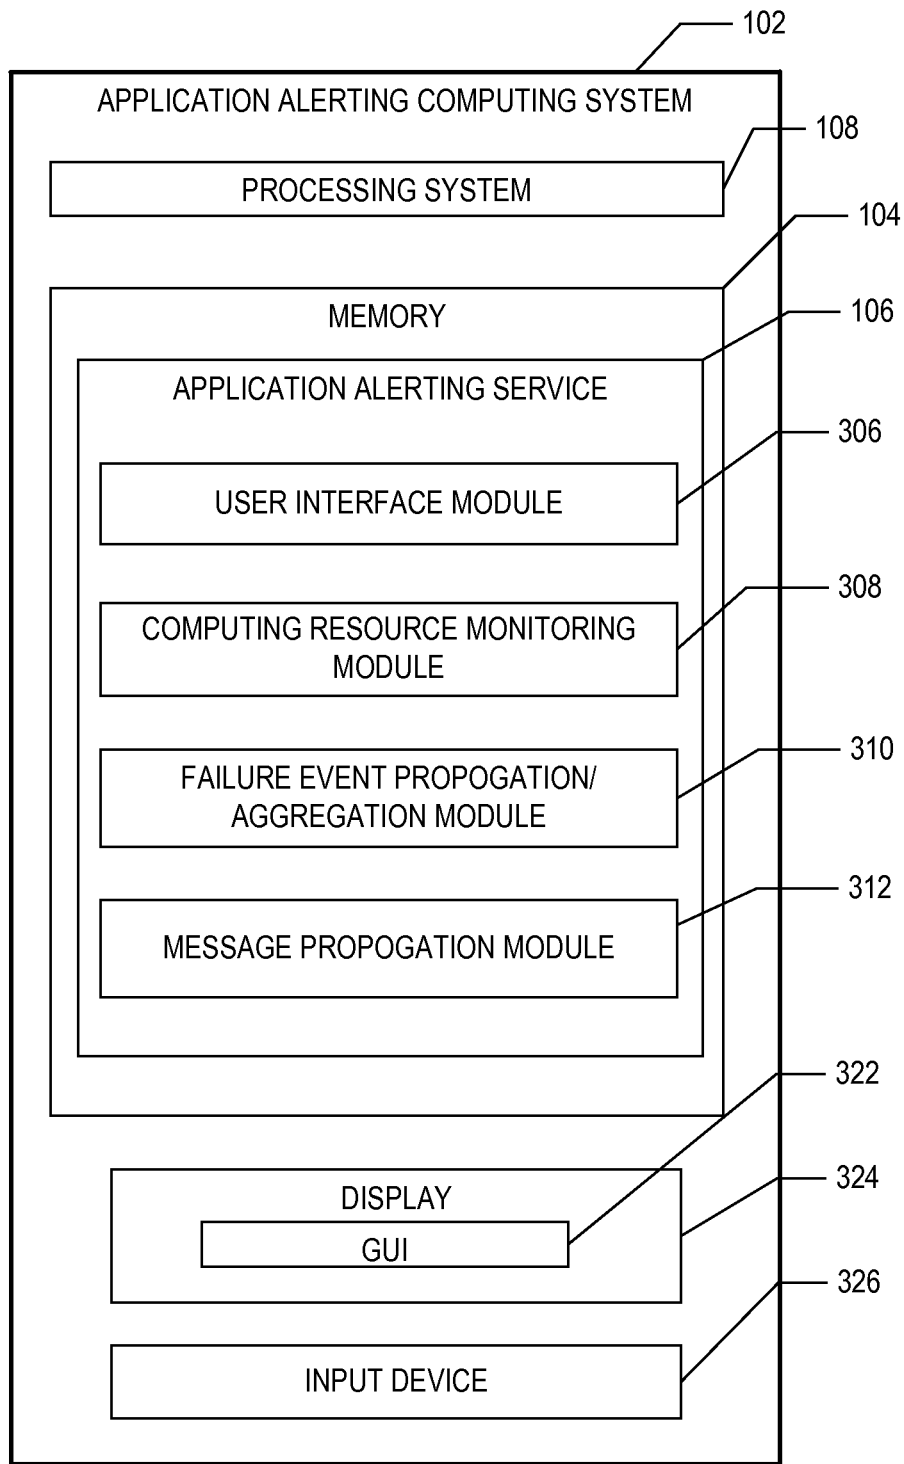 102
APPLICATION ALERTING COMPUTING SYSTEM
108
PROCESSING SYSTEM
104
MEMORY
106
APPLICATION ALERTING SERVICE
306
USER INTERFACE MODULE
308
COMPUTING RESOURCE MONITORING
MODULE
310
FAILURE EVENT PROPOGATION/
AGGREGATION MODULE
312
MESSAGE PROPOGATION MODULE
322
324
DISPLAY
GUI
326
INPUT DEVICE